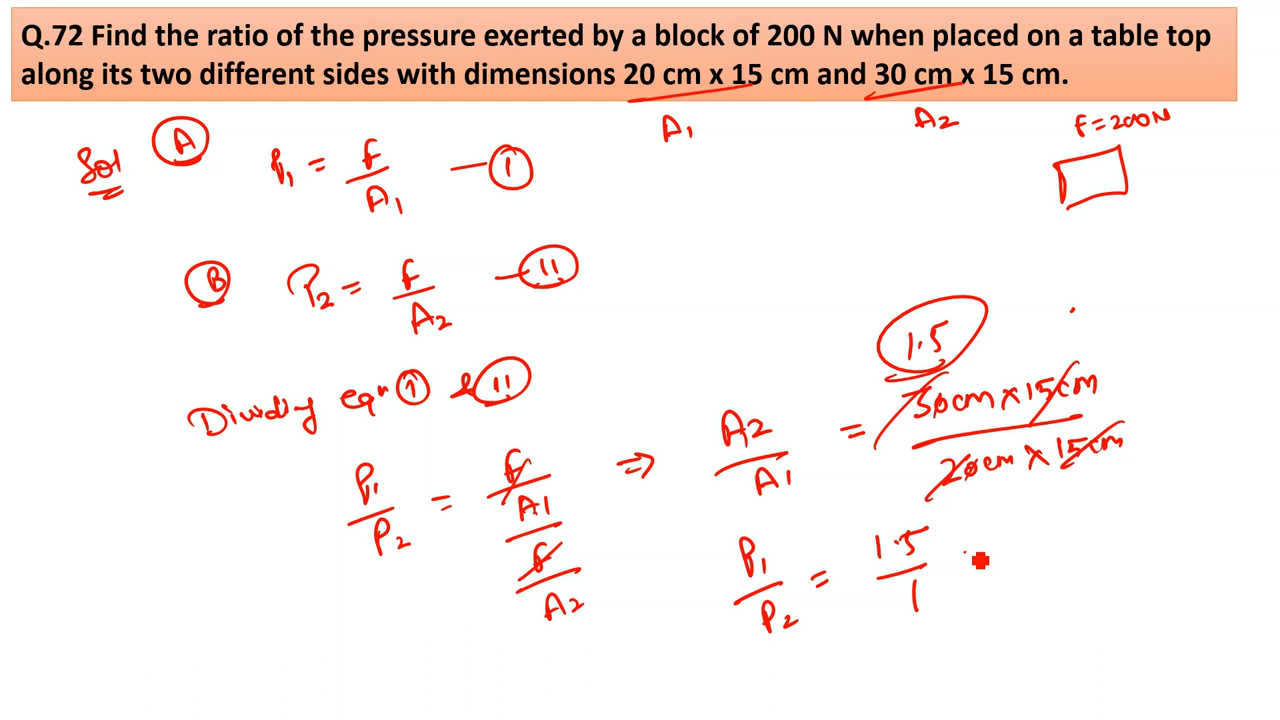 Q.72 Find the ratio of the pressure exerted by a block of 200 N when placed on a table top
along its two different sides with dimensions 20 cm x 15 cm and 30 cm x 15 cm.
A1 A2
F=200N
Sol A P1 = F/A1 — I
B P2 = F/A2 — II
Dividing eqn I & II
P1/P2 = F/A1 / F/A2 ⇒ A2/A1 = 30cm×15cm / 20cm×15cm
1.5
P1/P2 = 1.5/1